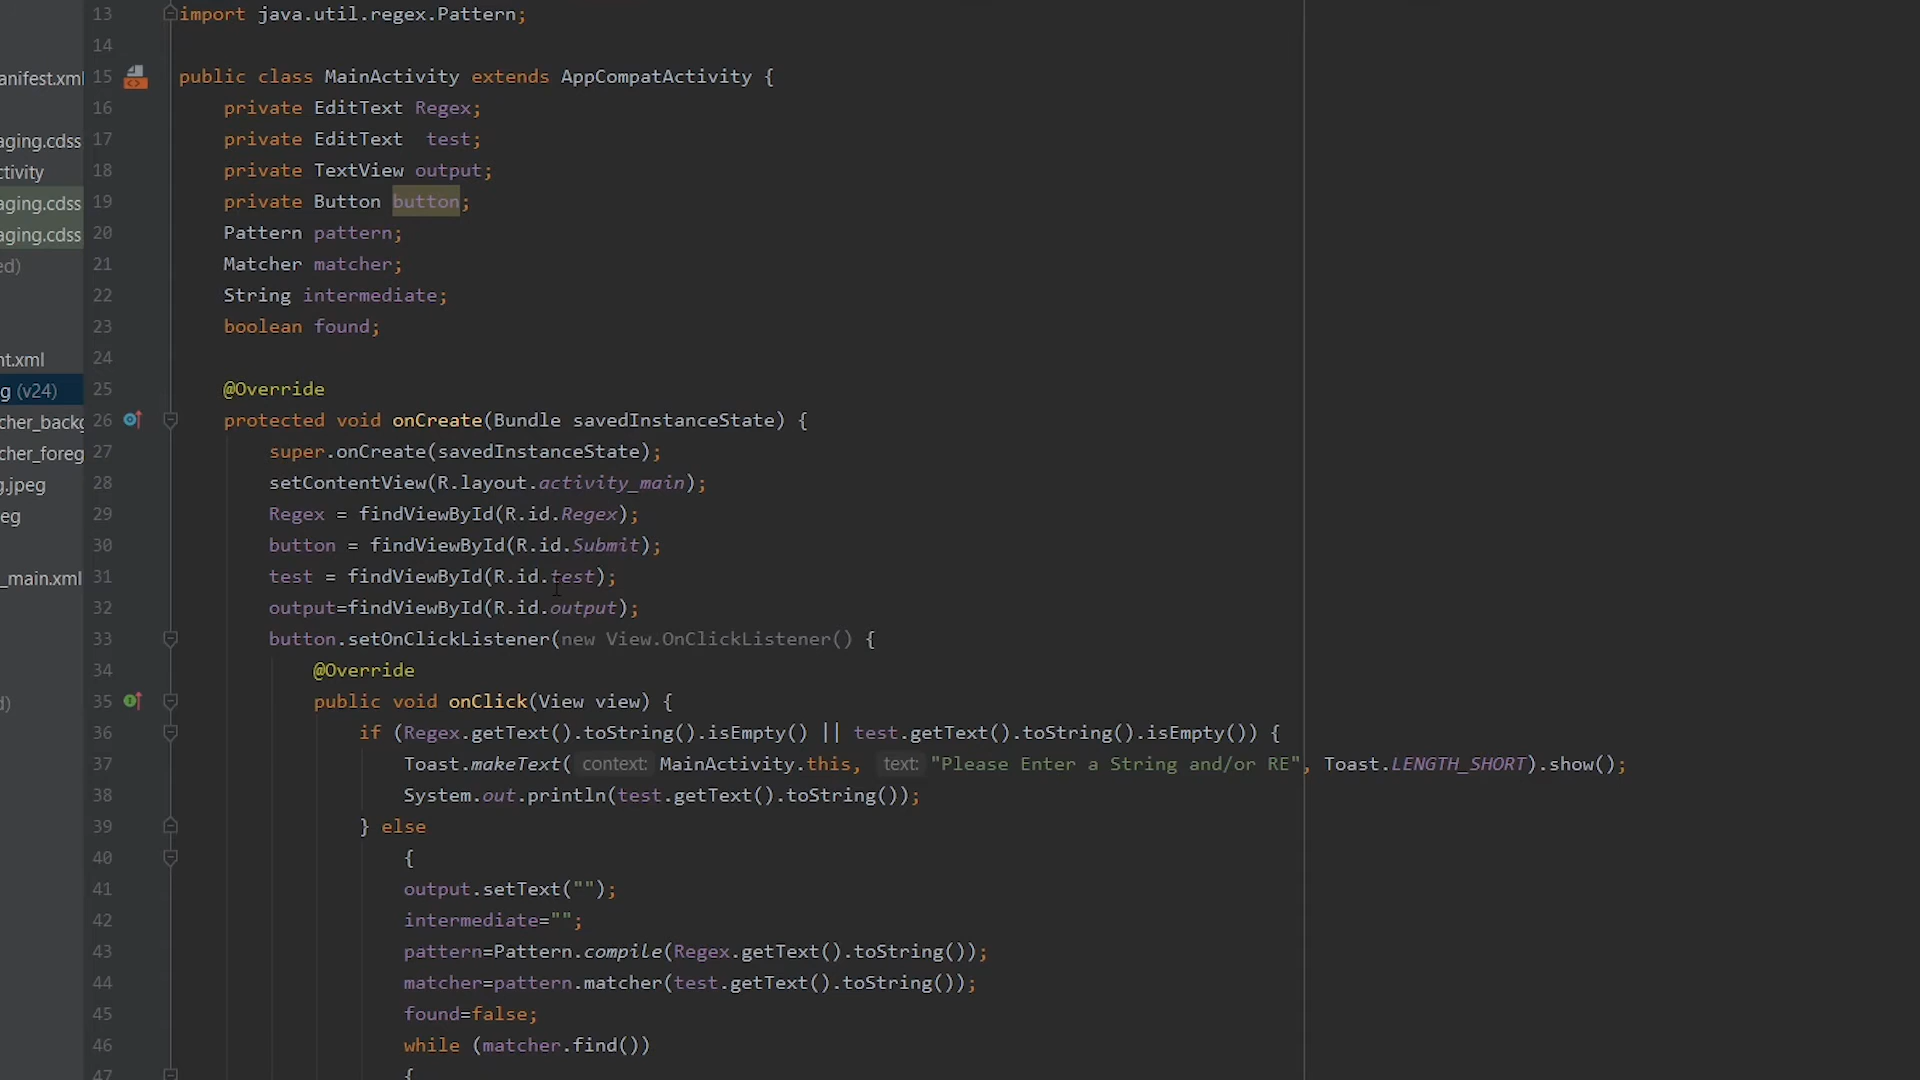 13 import java.util.regex.Pattern;
14
anifest.xml 15 public class MainActivity extends AppCompatActivity {
16 private EditText Regex;
aging.cdss 17 private EditText  test;
ctivity 18 private TextView output;
aging.cdss 19 private Button button;
aging.cdss 20 Pattern pattern;
ed) 21 Matcher matcher;
22 String intermediate;
23 boolean found;
nt.xml 24
g (v24) 25 @Override
cher_backg 26 protected void onCreate(Bundle savedInstanceState) {
cher_foreg 27 super.onCreate(savedInstanceState);
g.jpeg 28 setContentView(R.layout.activity_main);
eg 29 Regex = findViewById(R.id.Regex);
30 button = findViewById(R.id.Submit);
_main.xml 31 test = findViewById(R.id.test);
32 output=findViewById(R.id.output);
33 button.setOnClickListener(new View.OnClickListener() {
34 @Override
d) 35 public void onClick(View view) {
36 if (Regex.getText().toString().isEmpty() || test.getText().toString().isEmpty()) {
37 Toast.makeText( context: MainActivity.this, text: "Please Enter a String and/or RE", Toast.LENGTH_SHORT).show();
38 System.out.println(test.getText().toString());
39 } else
40 {
41 output.setText("");
42 intermediate="";
43 pattern=Pattern.compile(Regex.getText().toString());
44 matcher=pattern.matcher(test.getText().toString());
45 found=false;
46 while (matcher.find())
47 {